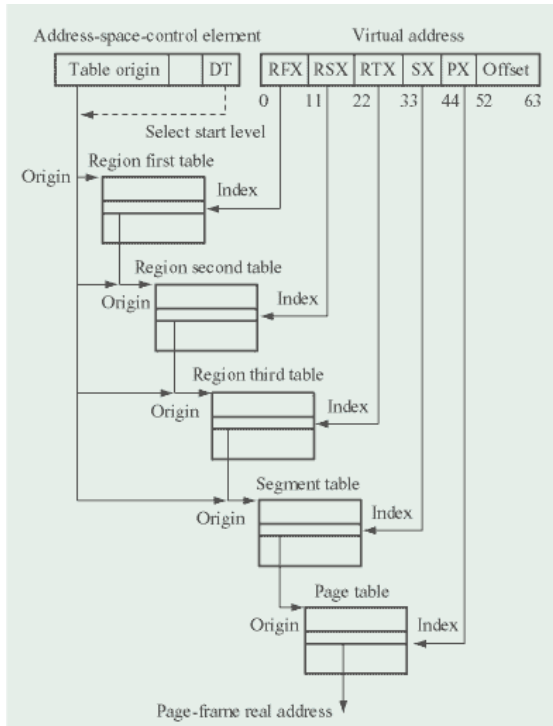 Address-space-control element
Virtual address
Table origin DT
RFX RSX RTX SX PX Offset
0 11 22 33 44 52 63
Select start level
Region first table
Origin
Index
Region second table
Origin
Index
Region third table
Origin
Index
Segment table
Origin
Index
Page table
Origin
Index
Page-frame real address